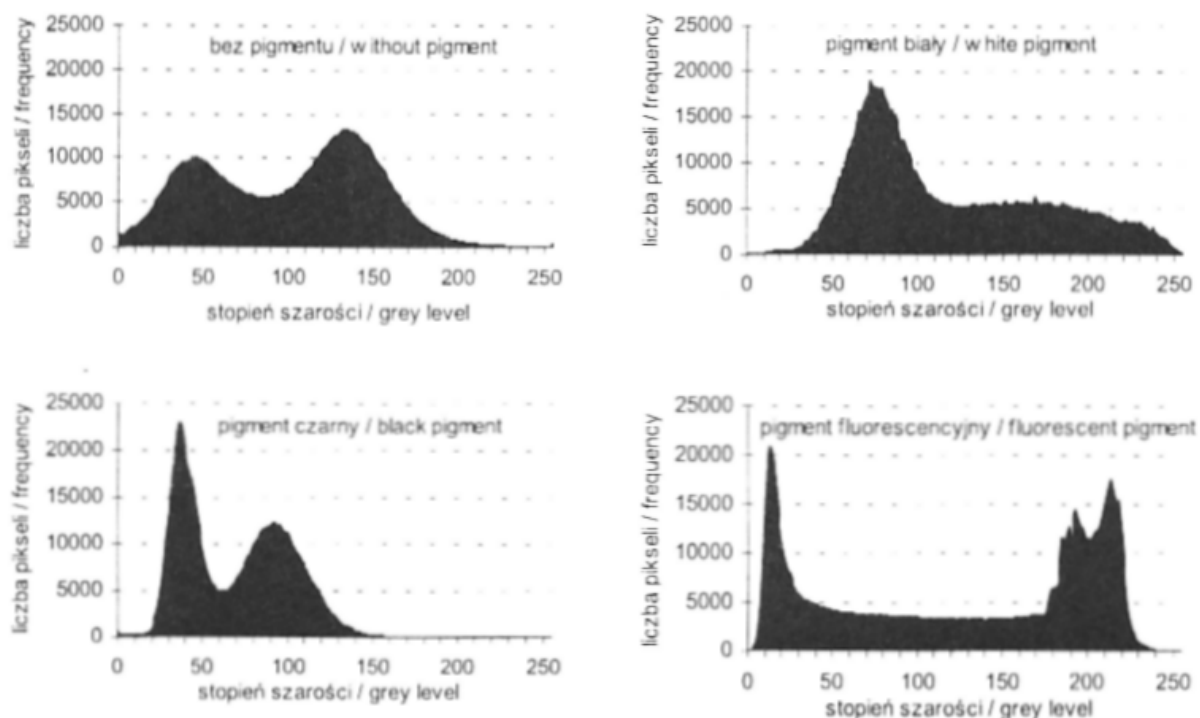 25000
20000
15000
10000
5000
0
liczba pikseli / frequency
bez pigmentu / without pigment
0 50 100 150 200 250
stopień szarości / grey level
25000
20000
15000
10000
5000
0
liczba pikseli / frequency
pigment biały / white pigment
0 50 100 150 200 250
stopień szarości / grey level
25000
20000
15000
10000
5000
0
liczba pikseli / frequency
pigment czarny / black pigment
0 50 100 150 200 250
stopień szarości / grey level
25000
20000
15000
10000
5000
0
liczba pikseli / frequency
pigment fluorescencyjny / fluorescent pigment
0 50 100 150 200 250
stopień szarości / grey level